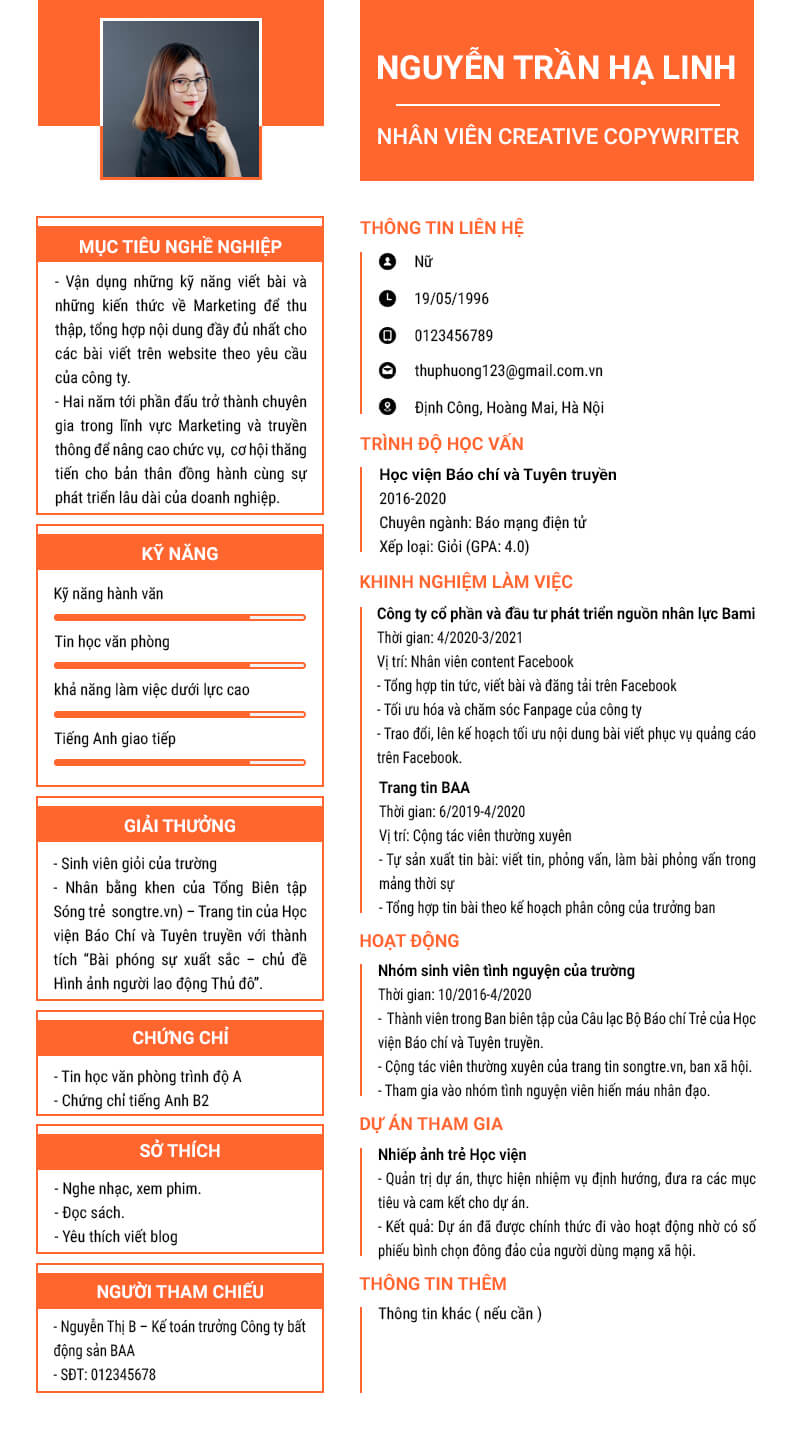 NGUYỄN TRẦN HẠ LINH
NHÂN VIÊN CREATIVE COPYWRITER
MỤC TIÊU NGHỀ NGHIỆP
- Vận dụng những kỹ năng viết bài và
những kiến thức về Marketing để thu
thập, tổng hợp nội dung đầy đủ nhất cho
các bài viết trên website theo yêu cầu
của công ty.
- Hai năm tới phần đấu trở thành chuyên
gia trong lĩnh vực Marketing và truyền
thông để nâng cao chức vụ, cơ hội thăng
tiến cho bản thân đồng hành cùng sự
phát triển lâu dài của doanh nghiệp.
KỸ NĂNG
Kỹ năng hành văn
Tin học văn phòng
khả năng làm việc dưới lực cao
Tiếng Anh giao tiếp
GIẢI THƯỞNG
- Sinh viên giỏi của trường
- Nhân bằng khen của Tổng Biên tập
Sóng trẻ songtre.vn) – Trang tin của Học
viện Báo Chí và Tuyên truyền với thành
tích “Bài phóng sự xuất sắc – chủ đề
Hình ảnh người lao động Thủ đô”.
CHỨNG CHỈ
- Tin học văn phòng trình độ A
- Chứng chỉ tiếng Anh B2
SỞ THÍCH
- Nghe nhạc, xem phim.
- Đọc sách.
- Yêu thích viết blog
NGƯỜI THAM CHIẾU
- Nguyễn Thị B – Kế toán trưởng Công ty bất
động sản BAA
- SĐT: 012345678
THÔNG TIN LIÊN HỆ
Nữ
19/05/1996
0123456789
thuphuong123@gmail.com.vn
Định Công, Hoàng Mai, Hà Nội
TRÌNH ĐỘ HỌC VẤN
Học viện Báo chí và Tuyên truyền
2016-2020
Chuyên ngành: Báo mạng điện tử
Xếp loại: Giỏi (GPA: 4.0)
KHINH NGHIỆM LÀM VIỆC
Công ty cổ phần và đầu tư phát triển nguồn nhân lực Bami
Thời gian: 4/2020-3/2021
Vị trí: Nhân viên content Facebook
- Tổng hợp tin tức, viết bài và đăng tải trên Facebook
- Tối ưu hóa và chăm sóc Fanpage của công ty
- Trao đổi, lên kế hoạch tối ưu nội dung bài viết phục vụ quảng cáo
trên Facebook.
Trang tin BAA
Thời gian: 6/2019-4/2020
Vị trí: Cộng tác viên thường xuyên
- Tự sản xuất tin bài: viết tin, phỏng vấn, làm bài phỏng vấn trong
mảng thời sự
- Tổng hợp tin bài theo kế hoạch phân công của trưởng ban
HOẠT ĐỘNG
Nhóm sinh viên tình nguyện của trường
Thời gian: 10/2016-4/2020
- Thành viên trong Ban biên tập của Câu lạc Bộ Báo chí Trẻ của Học
viện Báo chí và Tuyên truyền.
- Cộng tác viên thường xuyên của trang tin songtre.vn, ban xã hội.
- Tham gia vào nhóm tình nguyện viên hiến máu nhân đạo.
DỰ ÁN THAM GIA
Nhiếp ảnh trẻ Học viện
- Quản trị dự án, thực hiện nhiệm vụ định hướng, đưa ra các mục
tiêu và cam kết cho dự án.
- Kết quả: Dự án đã được chính thức đi vào hoạt động nhờ có số
phiếu bình chọn đông đảo của người dùng mạng xã hội.
THÔNG TIN THÊM
Thông tin khác ( nếu cần )